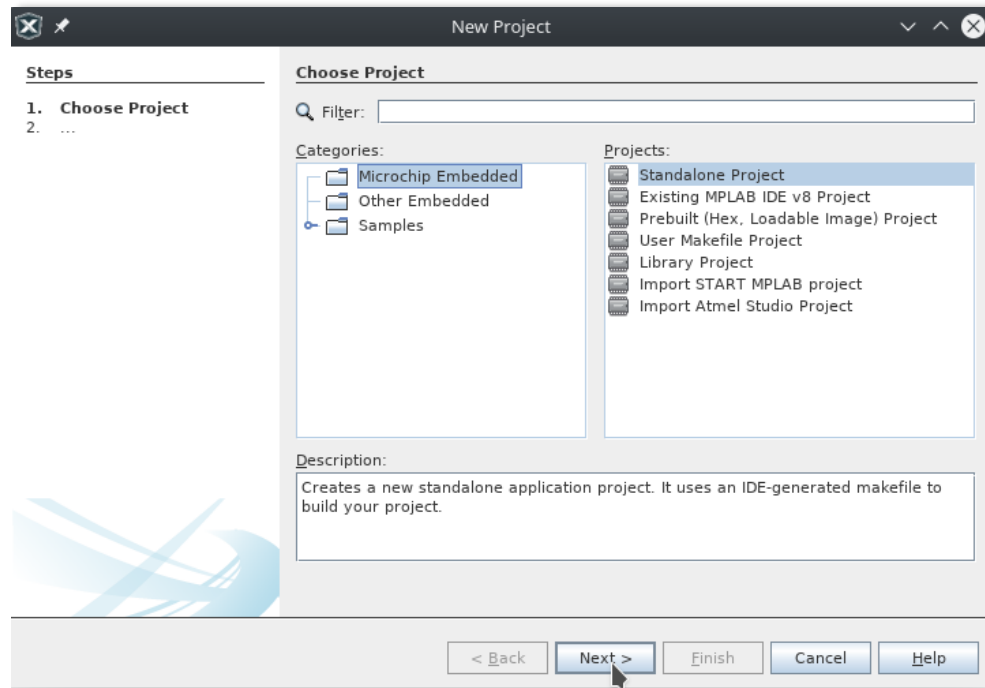 New Project
Steps
1. Choose Project
2. ...
Choose Project
Filter:
Categories:
Microchip Embedded
Other Embedded
Samples
Projects:
Standalone Project
Existing MPLAB IDE v8 Project
Prebuilt (Hex, Loadable Image) Project
User Makefile Project
Library Project
Import START MPLAB project
Import Atmel Studio Project
Description:
Creates a new standalone application project. It uses an IDE-generated makefile to
build your project.
< Back
Next >
Finish
Cancel
Help